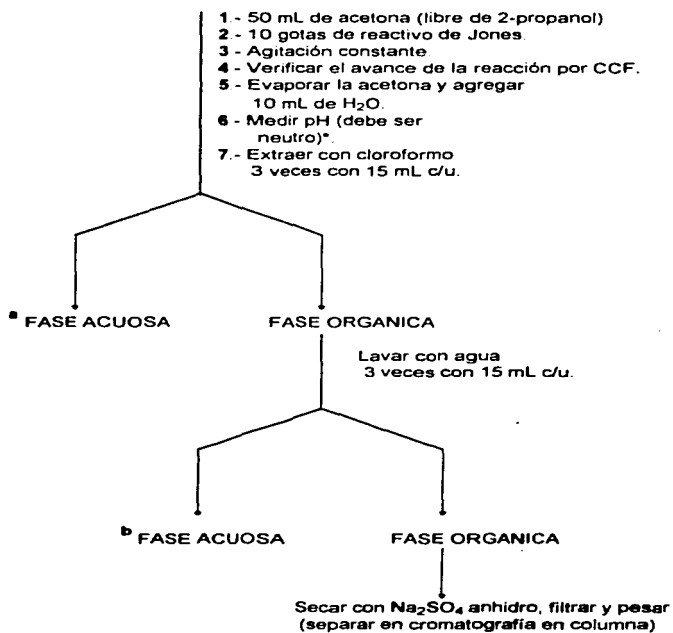 1.- 50 mL de acetona (libre de 2-propanol)
2.- 10 gotas de reactivo de Jones.
3 - Agitación constante.
4 - Verificar el avance de la reacción por CCF.
5 - Evaporar la acetona y agregar
10 mL de H₂O.
6 - Medir pH (debe ser
neutro)*.
7.- Extraer con cloroformo
3 veces con 15 mL c/u.
a FASE ACUOSA
FASE ORGANICA
Lavar con agua
3 veces con 15 mL c/u.
b FASE ACUOSA
FASE ORGANICA
Secar con Na₂SO₄ anhidro, filtrar y pesar
(separar en cromatografía en columna)